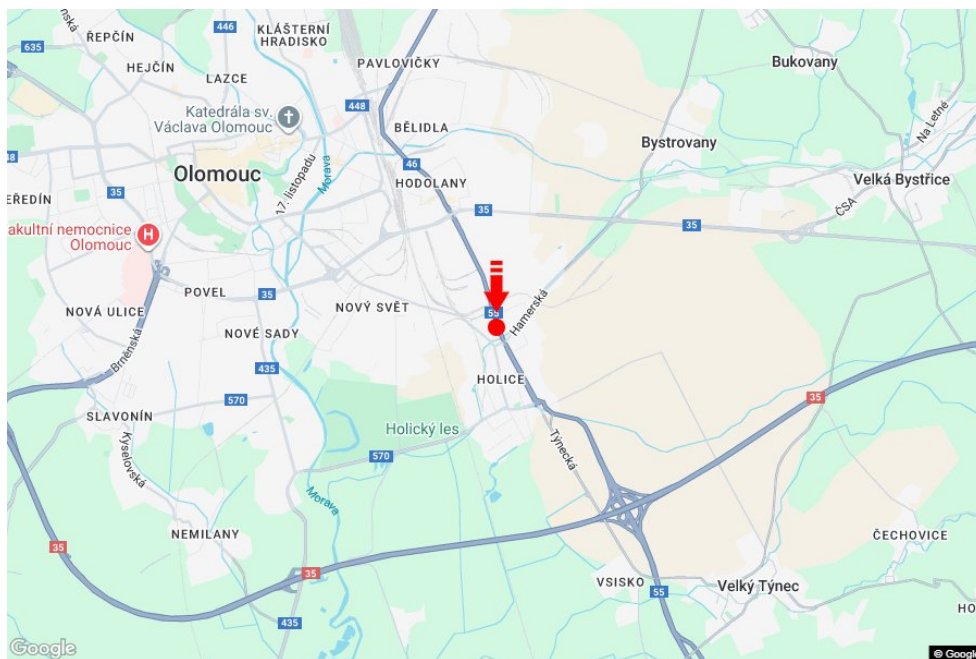 446
KLÁŠTERNÍ
HRADISKO
ŘEPČÍN
635
HEJČÍN
PAVLOVIČKY
Bukovany
LAZCE
Katedrála sv.
Václava Olomouc
448
BĚLIDLA
Na Letné
Bystrovany
46
Olomouc
17. listopadu
Morava
HODOLANY
Velká Bystřice
35
35
ČSA
35
akultní nemocnice
Olomouc
H
POVEL
35
NOVÝ SVĚT
55
Hamerská
NOVÁ ULICE
NOVÉ SADY
Brněnská
435
HOLICE
570
35
SLAVONÍN
Holický les
Týnecká
Kyselovská
570
Morava
NEMILANY
ČECHOVICE
35
35
VSISKO
Velký Týnec
55
435
HO
Google
© Googl